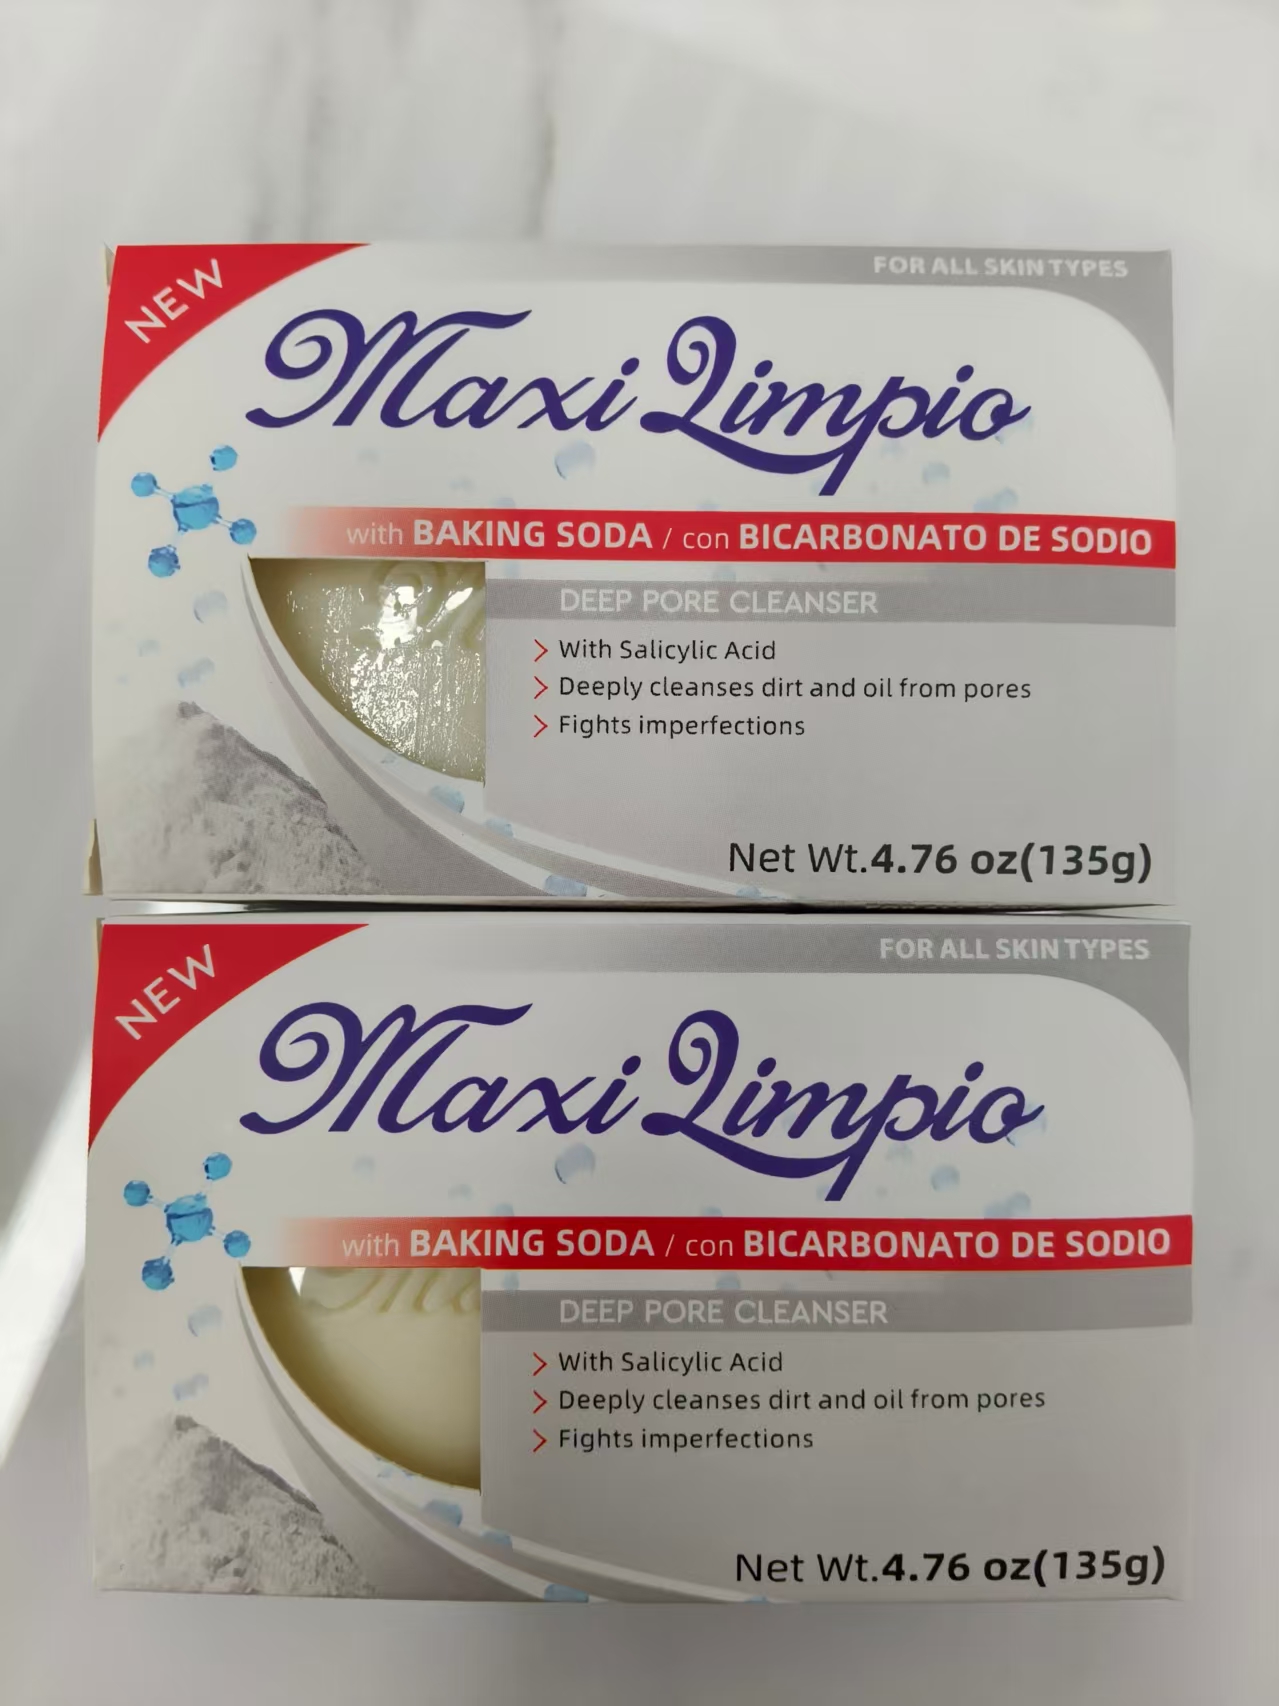 NEW
FOR ALL SKIN TYPES
Maxi Limpio
with BAKING SODA / con BICARBONATO DE SODIO
DEEP PORE CLEANSER
With Salicylic Acid
Deeply cleanses dirt and oil from pores
Fights imperfections
Net Wt.4.76 oz(135g)
NEW
FOR ALL SKIN TYPES
Maxi Limpio
with BAKING SODA / con BICARBONATO DE SODIO
DEEP PORE CLEANSER
With Salicylic Acid
Deeply cleanses dirt and oil from pores
Fights imperfections
Net Wt.4.76 oz(135g)